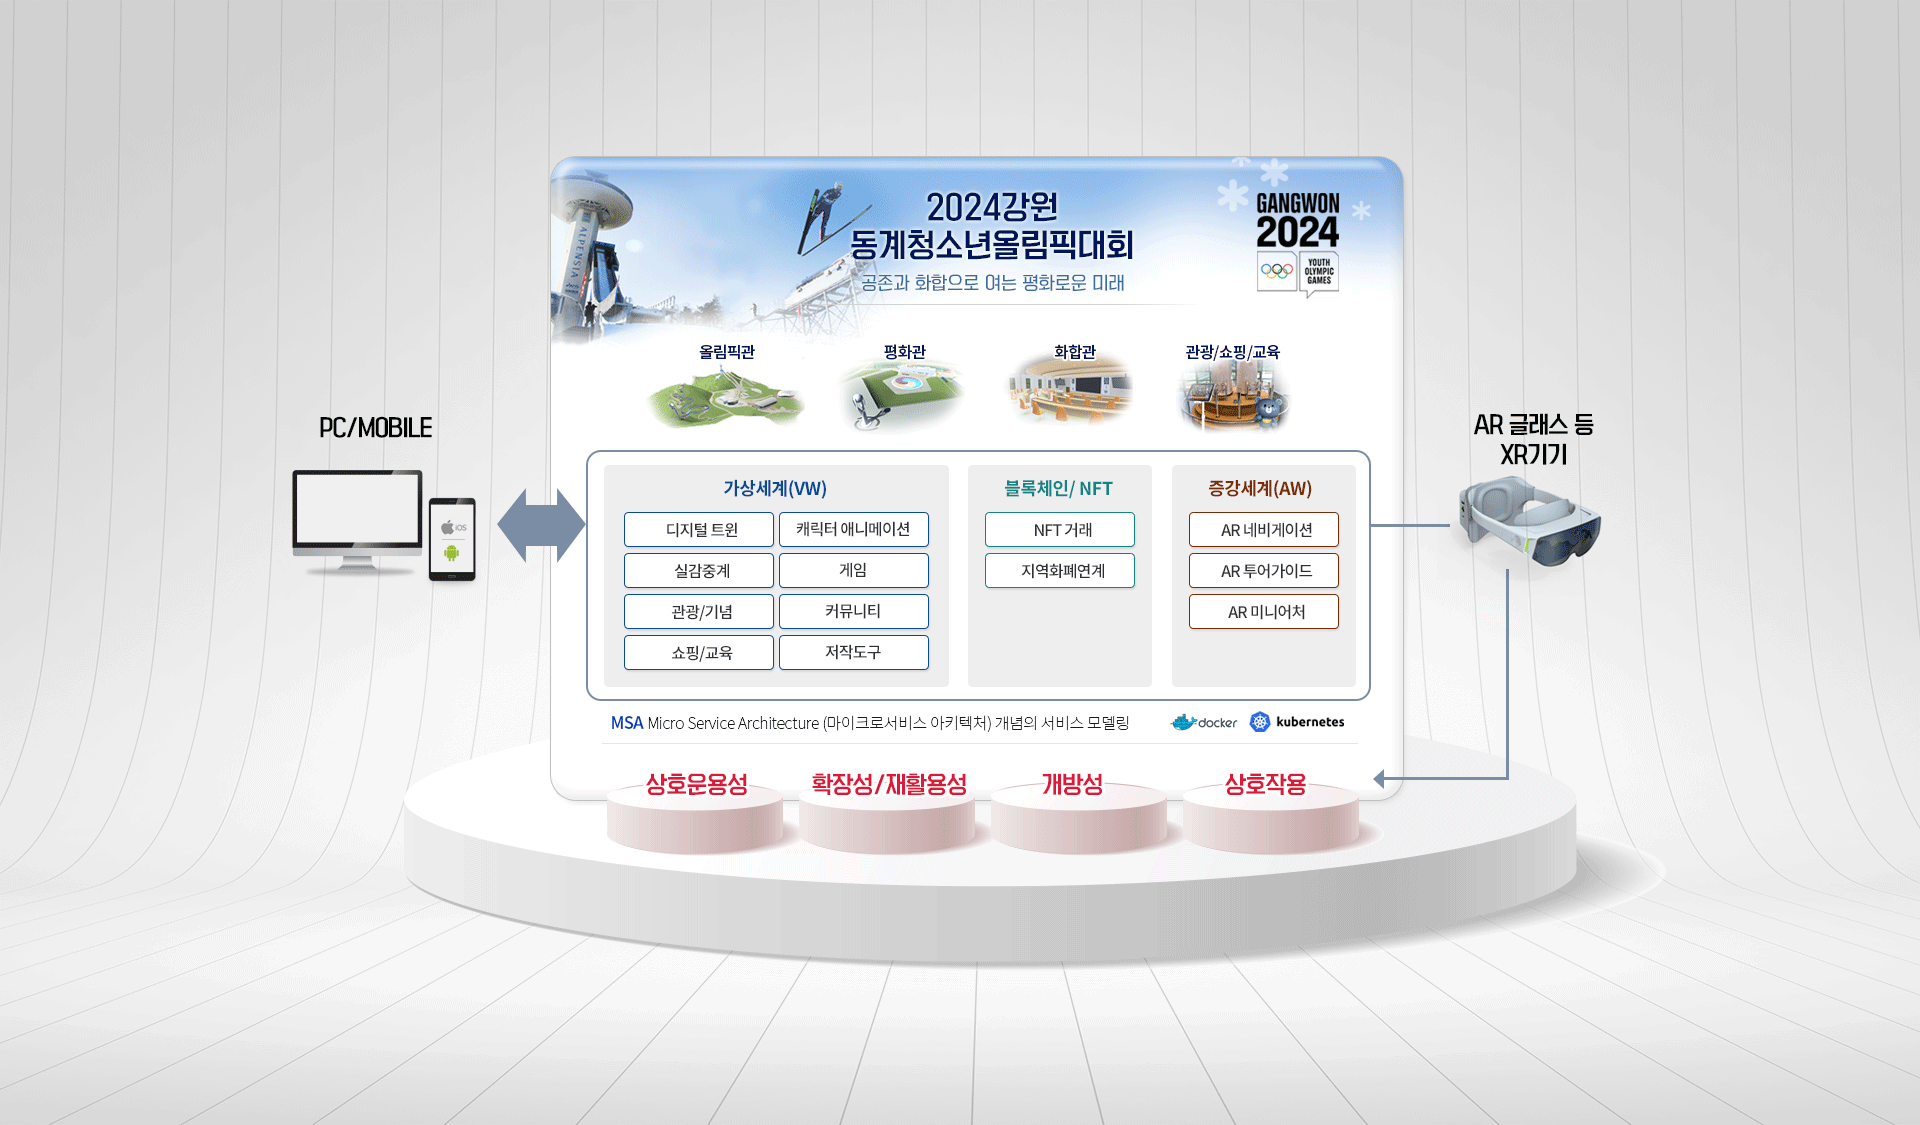 2024강원
동계청소년올림픽대회
공존과 화합으로 여는 평화로운 미래
GANGWON
2024
YOUTH
OLYMPIC
GAMES
ALPENSIA
올림픽관
평화관
화합관
관광/쇼핑/교육
PC/MOBILE
iOS
AR 글래스 등
XR기기
가상세계(VW)
디지털 트윈
캐릭터 애니메이션
실감중계
게임
관광/기념
커뮤니티
쇼핑/교육
저작도구
블록체인/ NFT
NFT 거래
지역화폐연계
증강세계(AW)
AR 네비게이션
AR 투어가이드
AR 미니어처
MSA Micro Service Architecture (마이크로서비스 아키텍처) 개념의 서비스 모델링
docker
kubernetes
상호운용성
확장성/재활용성
개방성
상호작용